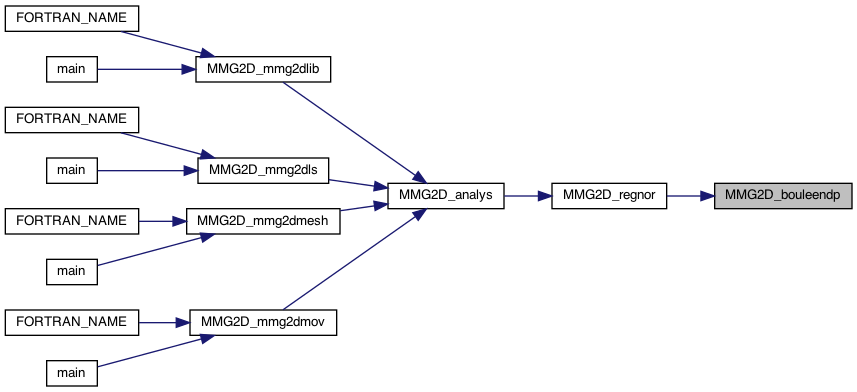 FORTRAN_NAME
main
MMG2D_mmg2dlib
FORTRAN_NAME
main
MMG2D_mmg2dls
MMG2D_analys
MMG2D_regnor
MMG2D_bouleendp
FORTRAN_NAME
MMG2D_mmg2dmesh
main
FORTRAN_NAME
MMG2D_mmg2dmov
main